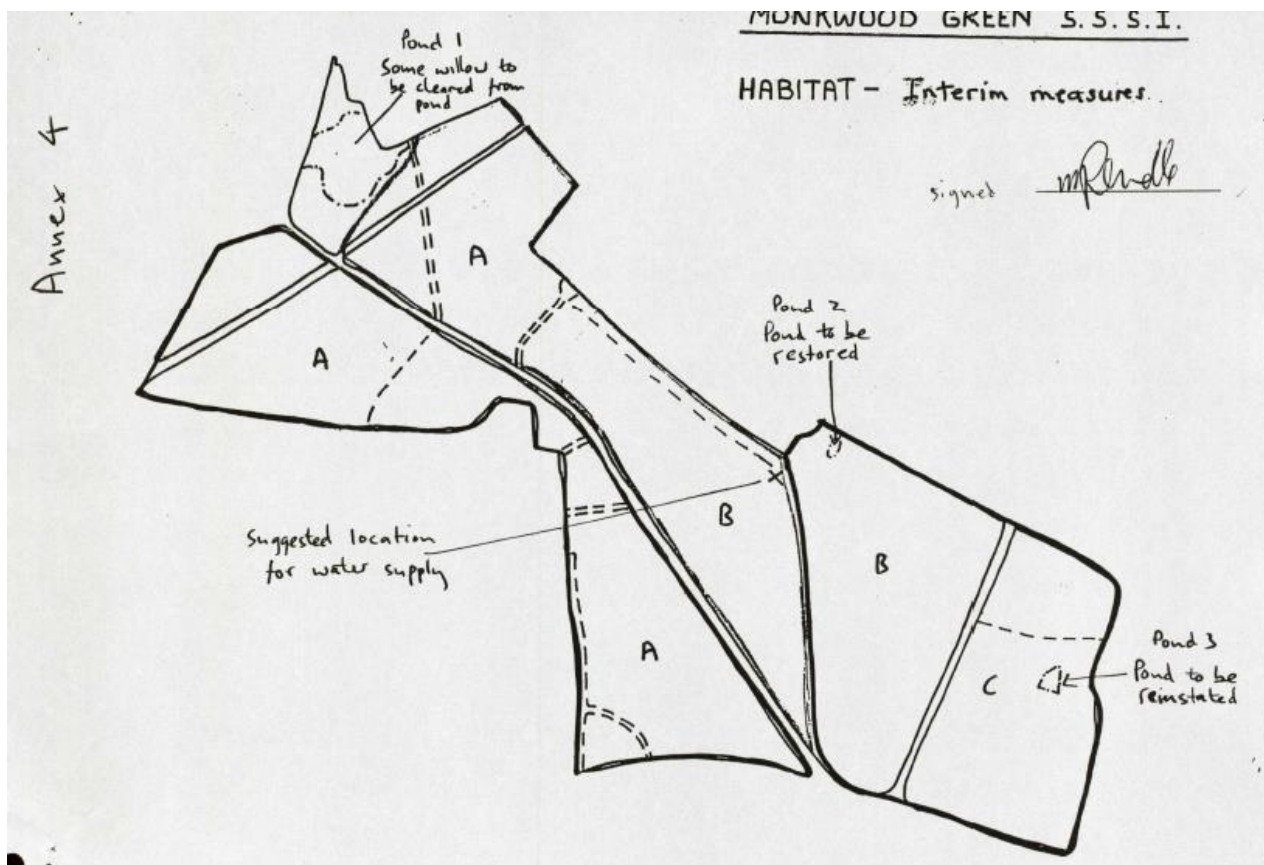 MONKWOOD GREEN S.S.S.I.
HABITAT - Interim measures.
signed
Annex 4
Pond 1
Some willow to
be cleared from
pond
A
A
Pond 2
Pond to be
restored
Suggested location
for water supply
B
B
A
C
Pond 3
Pond to be
reinstated